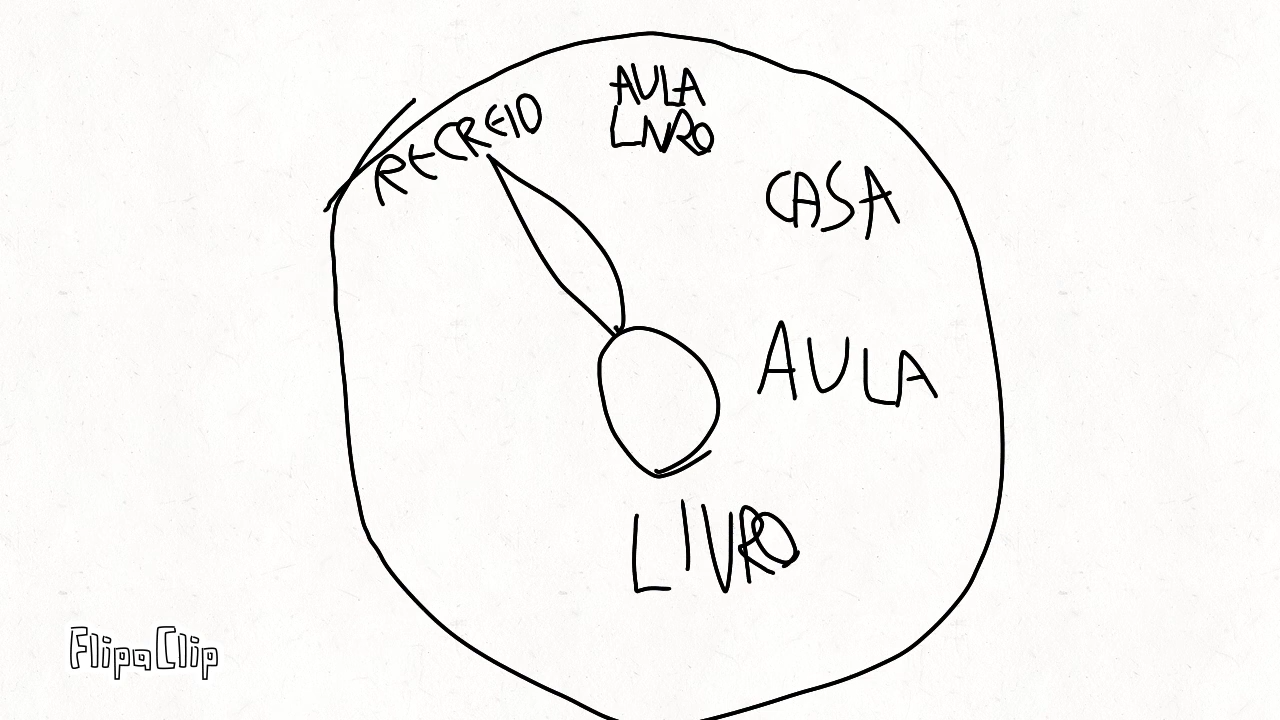 RECREIO
AULA
LIVRO
CASA
AULA
LIVRO
FlipaClip